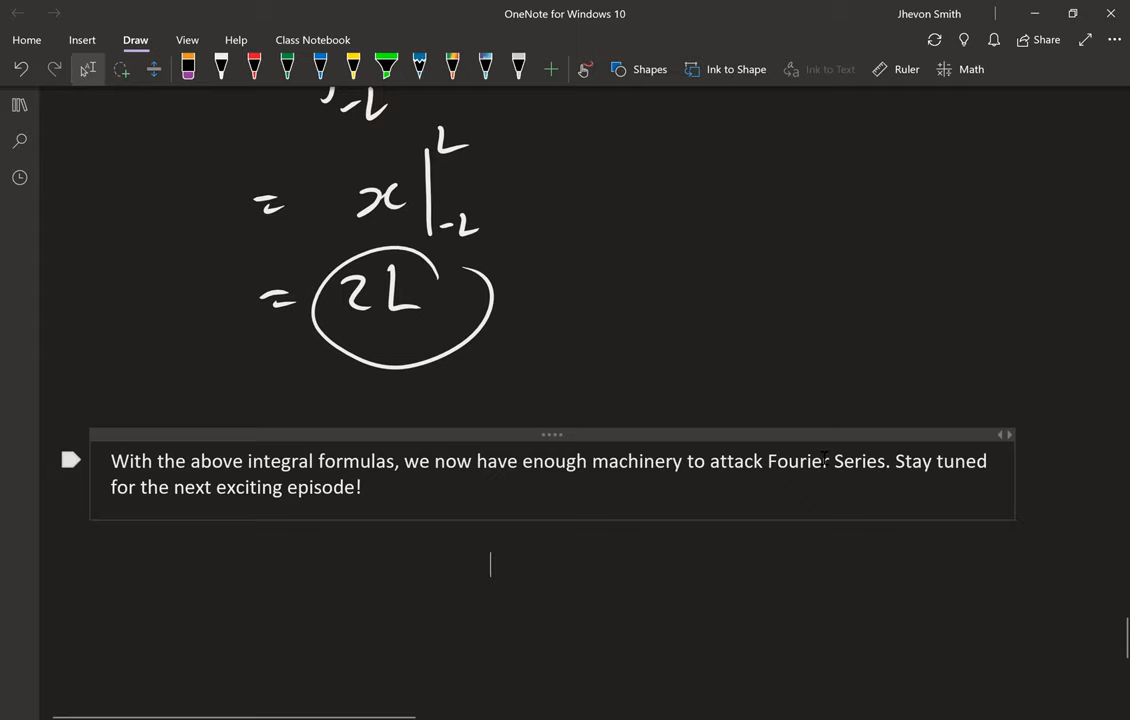 OneNote for Windows 10
Jhevon Smith
Home Insert Draw View Help Class Notebook
Share
Shapes Ink to Shape Ink to Text Ruler Math
-L
= x | L -L
= 2L
With the above integral formulas, we now have enough machinery to attack Fourier Series. Stay tuned
for the next exciting episode!